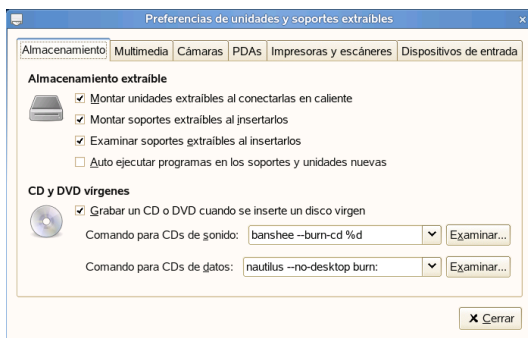 Preferencias de unidades y soportes extraíbles
Almacenamiento Multimedia Cámaras PDAs Impresoras y escáneres Dispositivos de entrada
Almacenamiento extraíble
Montar unidades extraíbles al conectarlas en caliente
Montar soportes extraíbles al insertarlos
Examinar soportes extraíbles al insertarlos
Auto ejecutar programas en los soportes y unidades nuevas
CD y DVD vírgenes
Grabar un CD o DVD cuando se inserte un disco virgen
Comando para CDs de sonido: banshee --burn-cd %d Examinar...
Comando para CDs de datos: nautilus --no-desktop burn: Examinar...
Cerrar